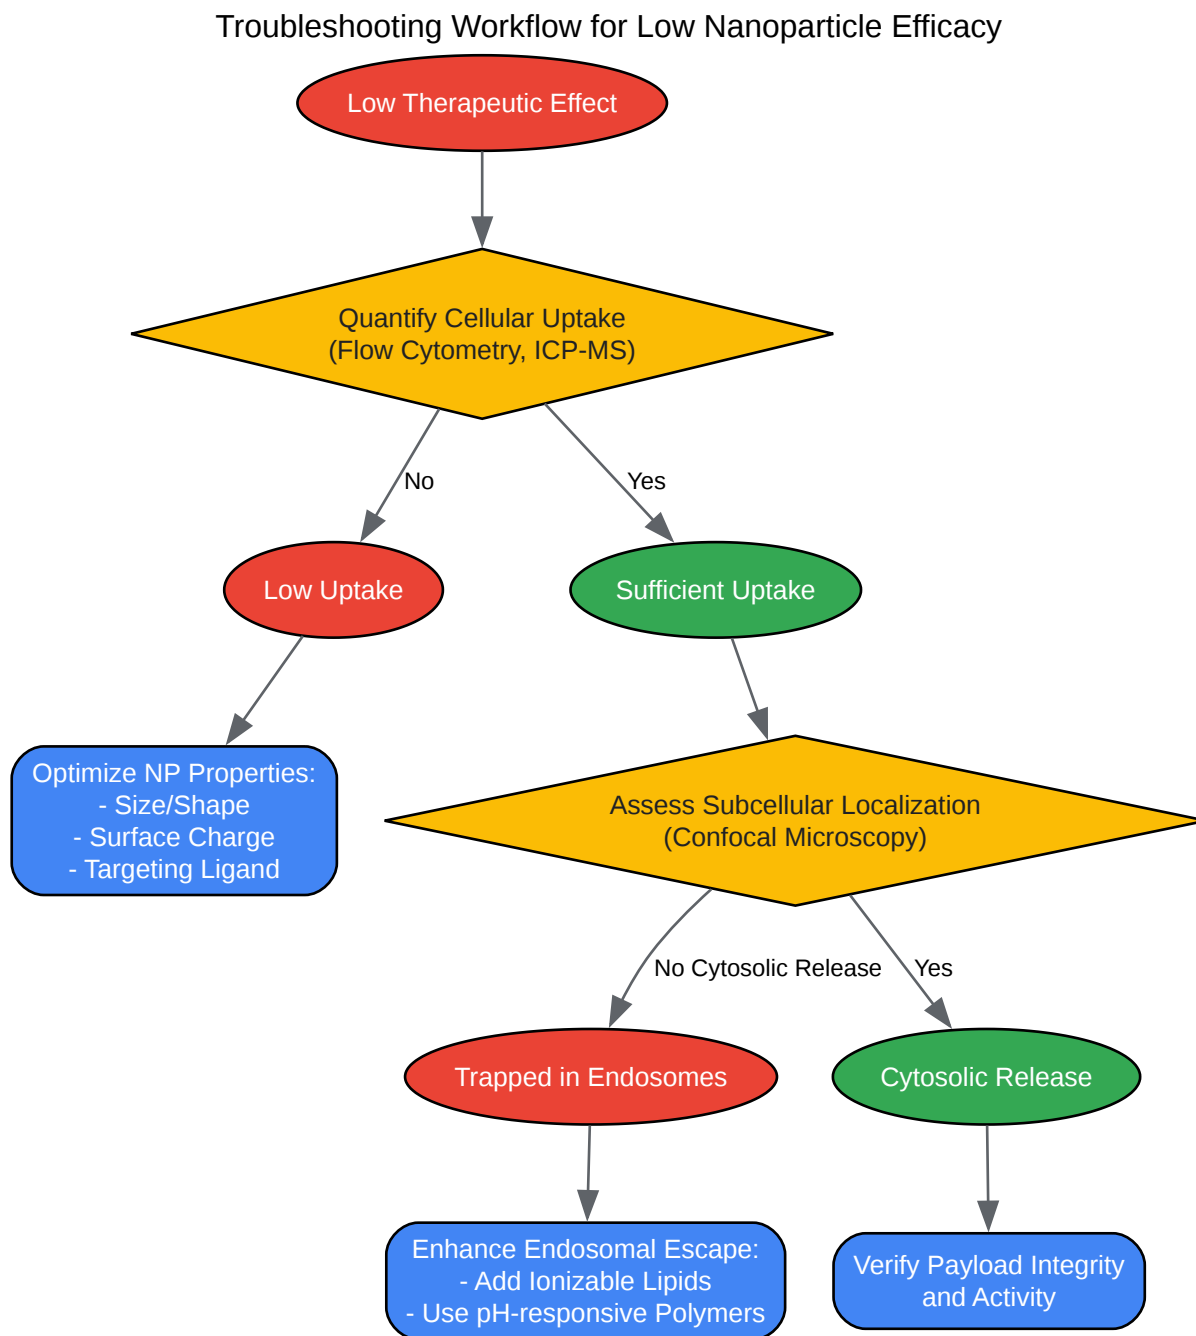 Troubleshooting Workflow for Low Nanoparticle Efficacy
Low Therapeutic Effect
Quantify Cellular Uptake
(Flow Cytometry, ICP-MS)
No
Yes
Low Uptake
Sufficient Uptake
Optimize NP Properties:
- Size/Shape
- Surface Charge
- Targeting Ligand
Assess Subcellular Localization
(Confocal Microscopy)
No Cytosolic Release
Yes
Trapped in Endosomes
Cytosolic Release
Enhance Endosomal Escape:
- Add Ionizable Lipids
- Use pH-responsive Polymers
Verify Payload Integrity
and Activity